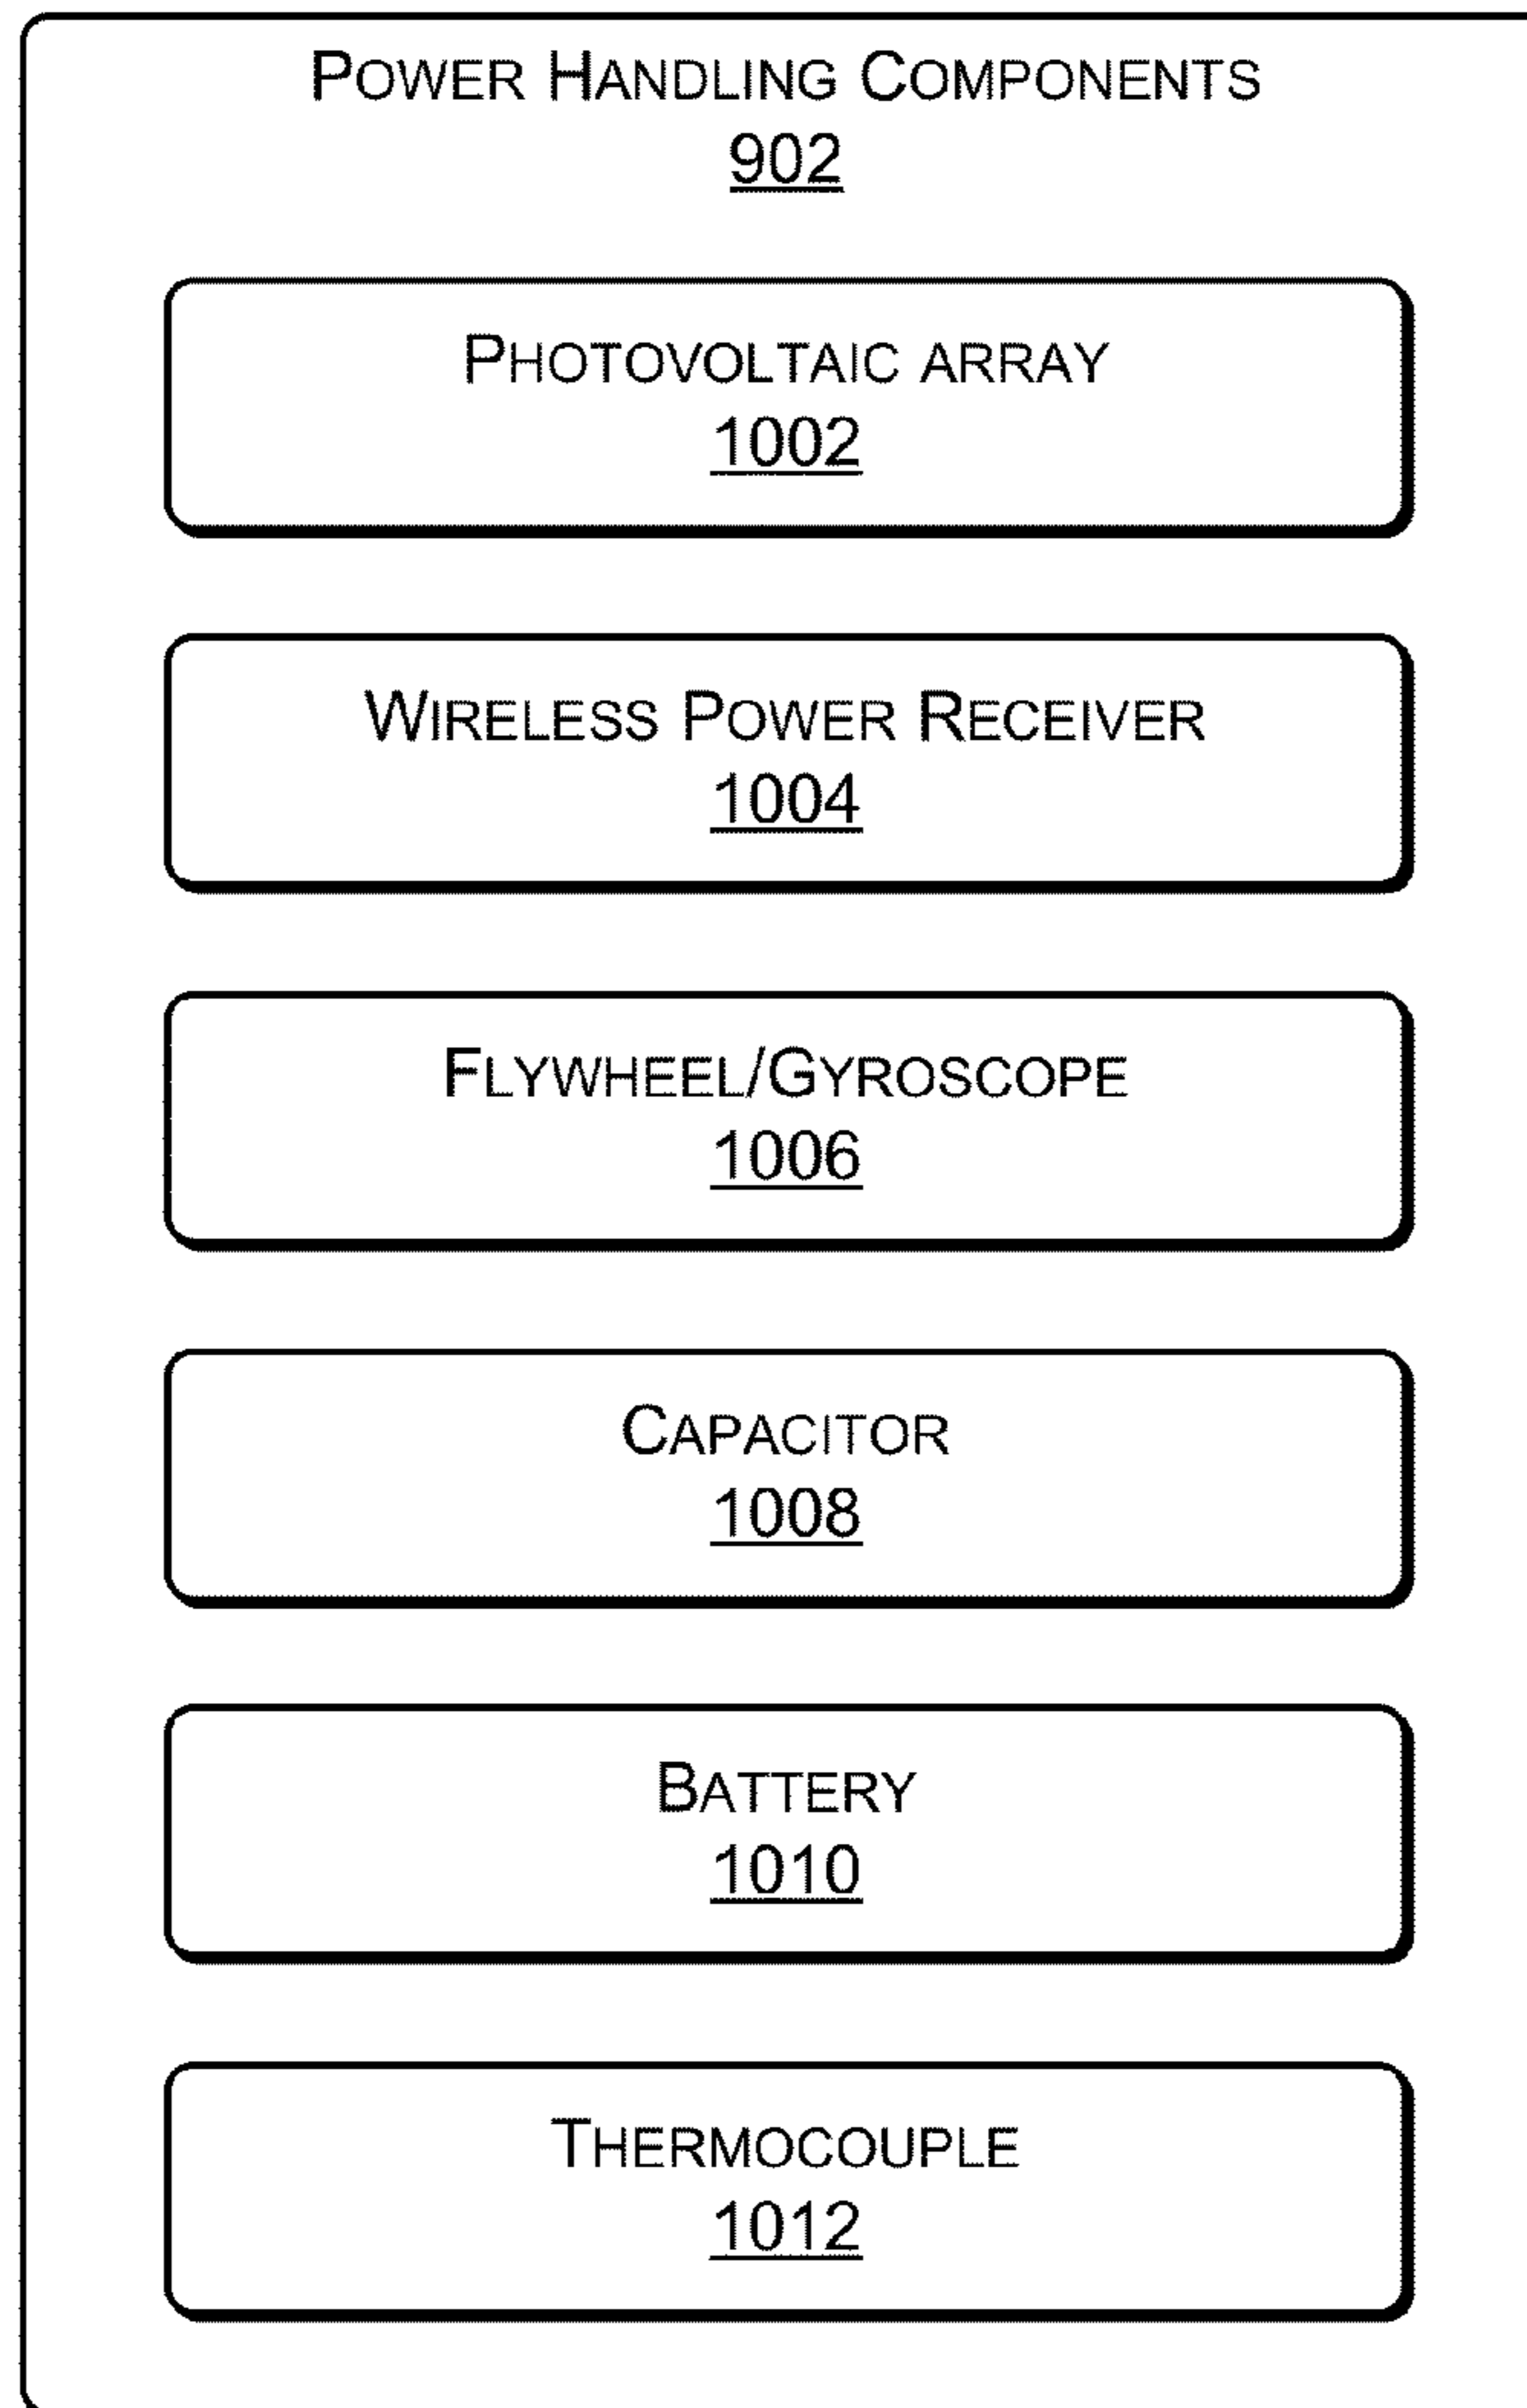 POWER HANDLING COMPONENTS
902
PHOTOVOLTAIC ARRAY
1002
WIRELESS POWER RECEIVER
1004
FLYWHEEL/GYROSCOPE
1006
CAPACITOR
1008
BATTERY
1010
THERMOCOUPLE
1012